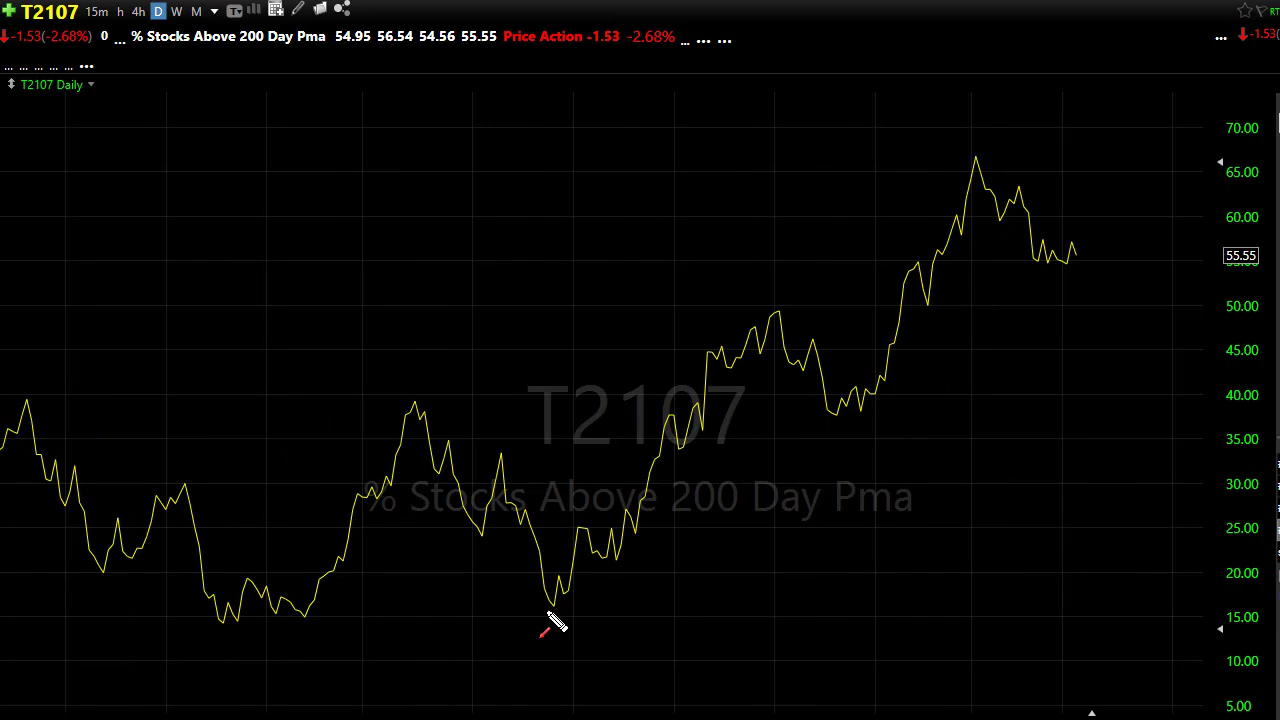 T2107 15m h 4h D W M T RT
-1.53(-2.68%) 0 ... % Stocks Above 200 Day Pma 54.95 56.54 54.56 55.55 Price Action -1.53 -2.68% ... ... ... ... -1.53(
... ... ... ... ... ...
T2107 Daily
70.00
65.00
60.00
55.55
50.00
45.00
40.00
35.00
30.00
25.00
20.00
15.00
10.00
5.00
T2107
% Stocks Above 200 Day Pma